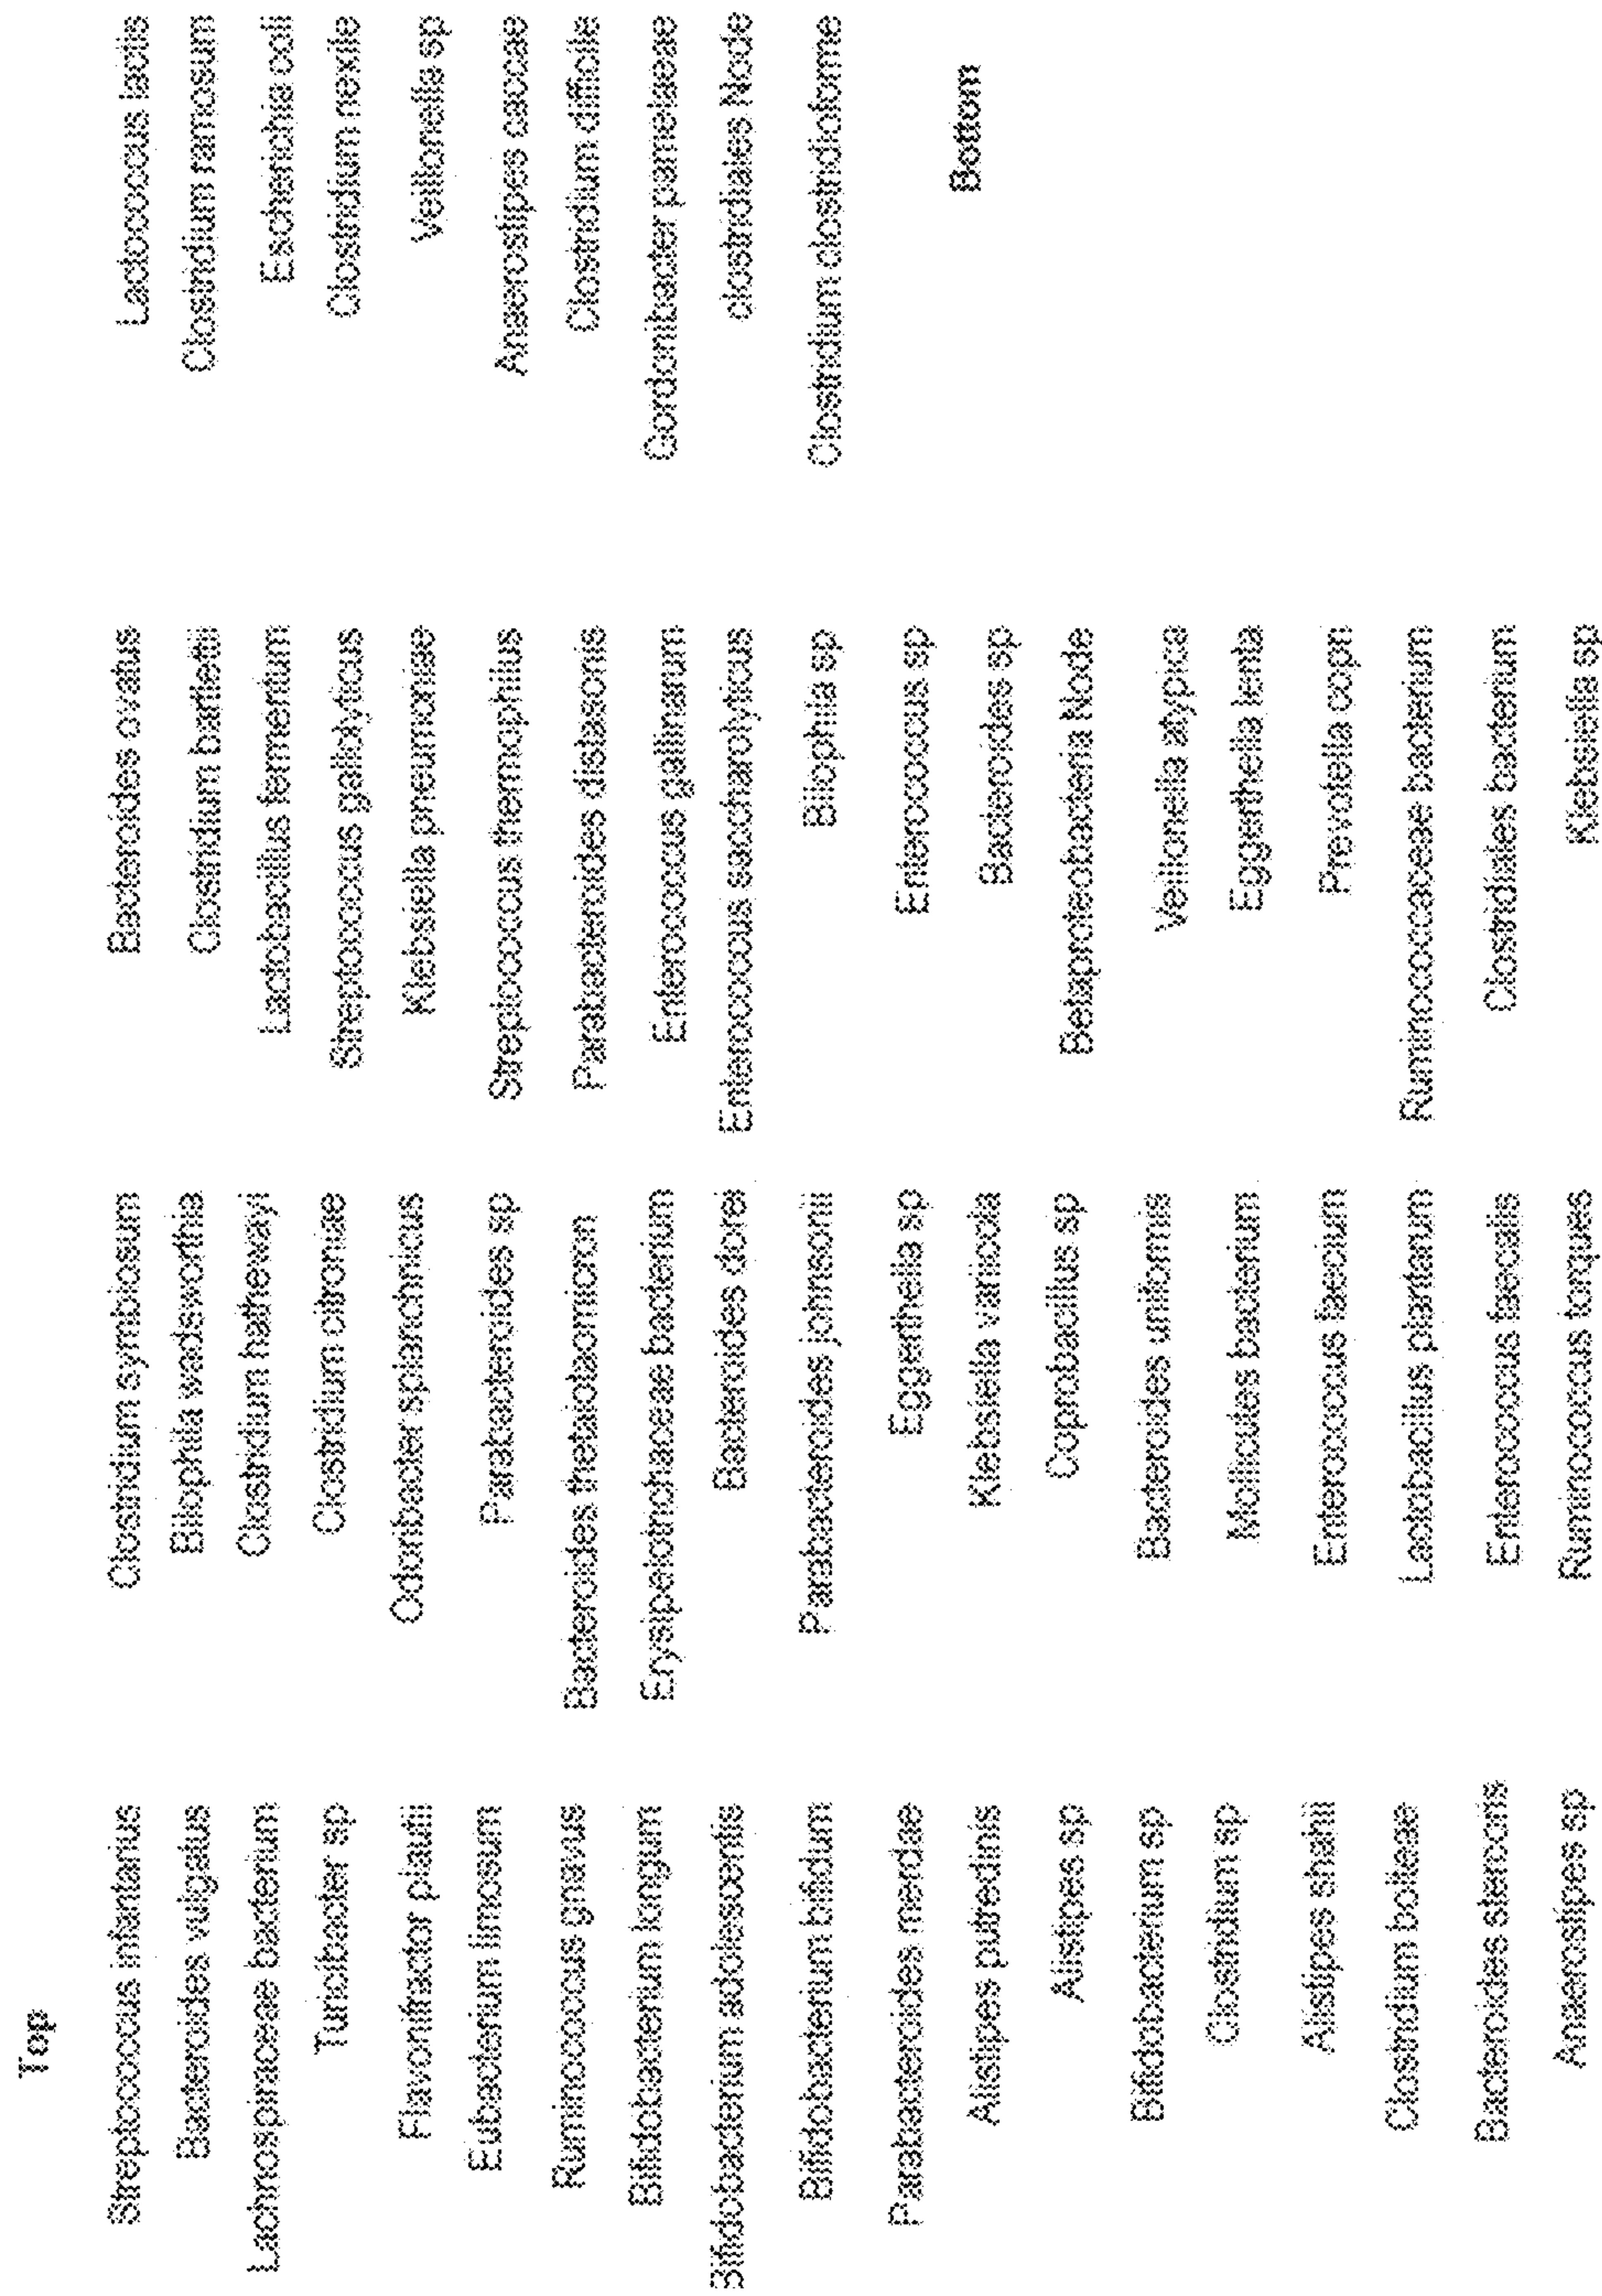 Top
Streptococcus infantarius
Bacteroides vulgatus
Lachnospiraceae bacterium
Turicibacter sp
Flavonifractor plautii
Eubacterium limosum
Ruminococcus gnavus
Bifidobacterium longum
Bifidobacterium adolescentis
Bifidobacterium bifidum
Parabacteroides merdae
Alistipes putredinis
Alistipes sp
Bifidobacterium sp
Clostridium sp
Alistipes shahii
Clostridium bolteae
Bacteroides stercoris
Anaerostipes sp
Clostridium symbiosum
Bilophila wadsworthia
Clostridium hathewayi
Clostridium citroniae
Odoribacter splanchnicus
Parabacteroides sp
Bacteroides thetaiotaomicron
Erysipelotrichaceae bacterium
Bacteroides dorei
Parabacteroides johnsonii
Eggerthella sp
Klebsiella variicola
Coprobacillus sp
Bacteroides uniformis
Mollicutes bacterium
Enterococcus faecium
Lactobacillus plantarum
Enterococcus faecalis
Ruminococcus torques
Bacteroides ovatus
Clostridium bartlettii
Lactobacillus fermentum
Streptococcus gallolyticus
Klebsiella pneumoniae
Streptococcus thermophilus
Parabacteroides distasonis
Enterococcus gallinarum
Enterococcus saccharolyticus
Bilophila sp
Enterococcus sp
Bacteroides sp
Betaproteobacteria Node
Veillonella atypica
Eggerthella lenta
Prevotella copri
Ruminococcaceae bacterium
Clostridiales bacterium
Klebsiella sp
Lactococcus lactis
Clostridium ramosum
Escherichia coli
Clostridium nexile
Veillonella sp
Anaerostipes caccae
Clostridium difficile
Gordonibacter pamelaeae
clostridiales Node
Clostridium clostridioforme
Bottom